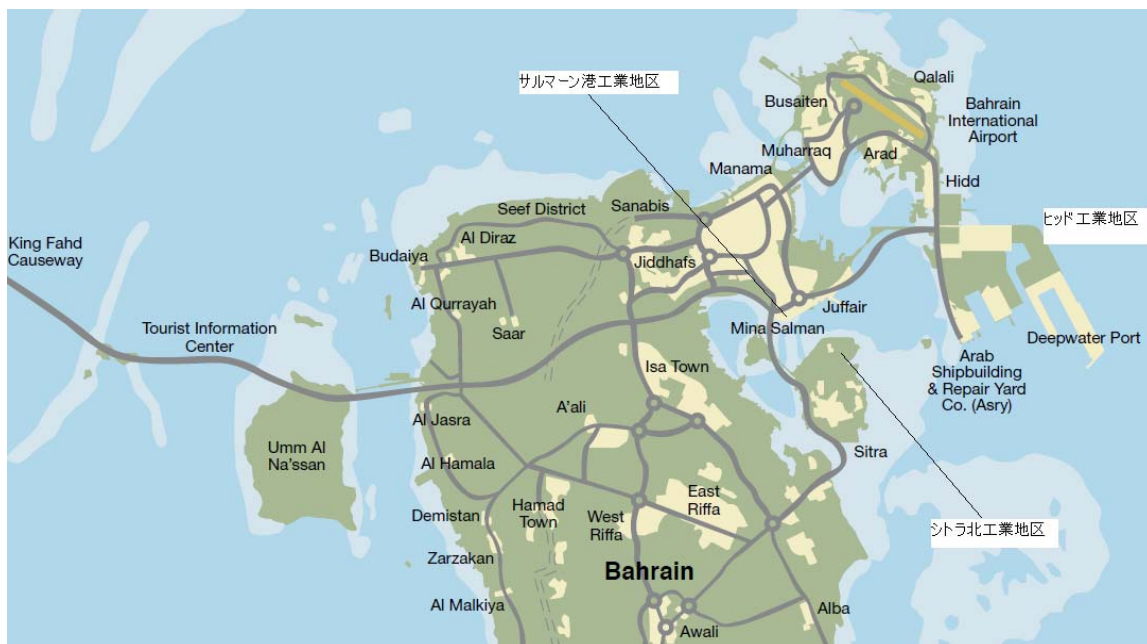 サルマーン港工業地区
Qalali
Busaiten
Bahrain
International
Airport
Muharraq
Arad
Manama
Hidd
Sanabis
Seef District
ヒッド工業地区
King Fahd
Causeway
Al Diraz
Budaiya
Jiddhafs
Al Qurrayah
Juffair
Tourist Information
Center
Saar
Mina Salman
Deepwater Port
Arab
Shipbuilding
& Repair Yard
Co. (Asry)
Isa Town
A'ali
Al Jasra
Umm Al
Na'ssan
Al Hamala
Sitra
Hamad
Town
East
Riffa
West
Riffa
Demistan
シトラ北工業地区
Zarzakan
Bahrain
Al Malkiya
Alba
Awali